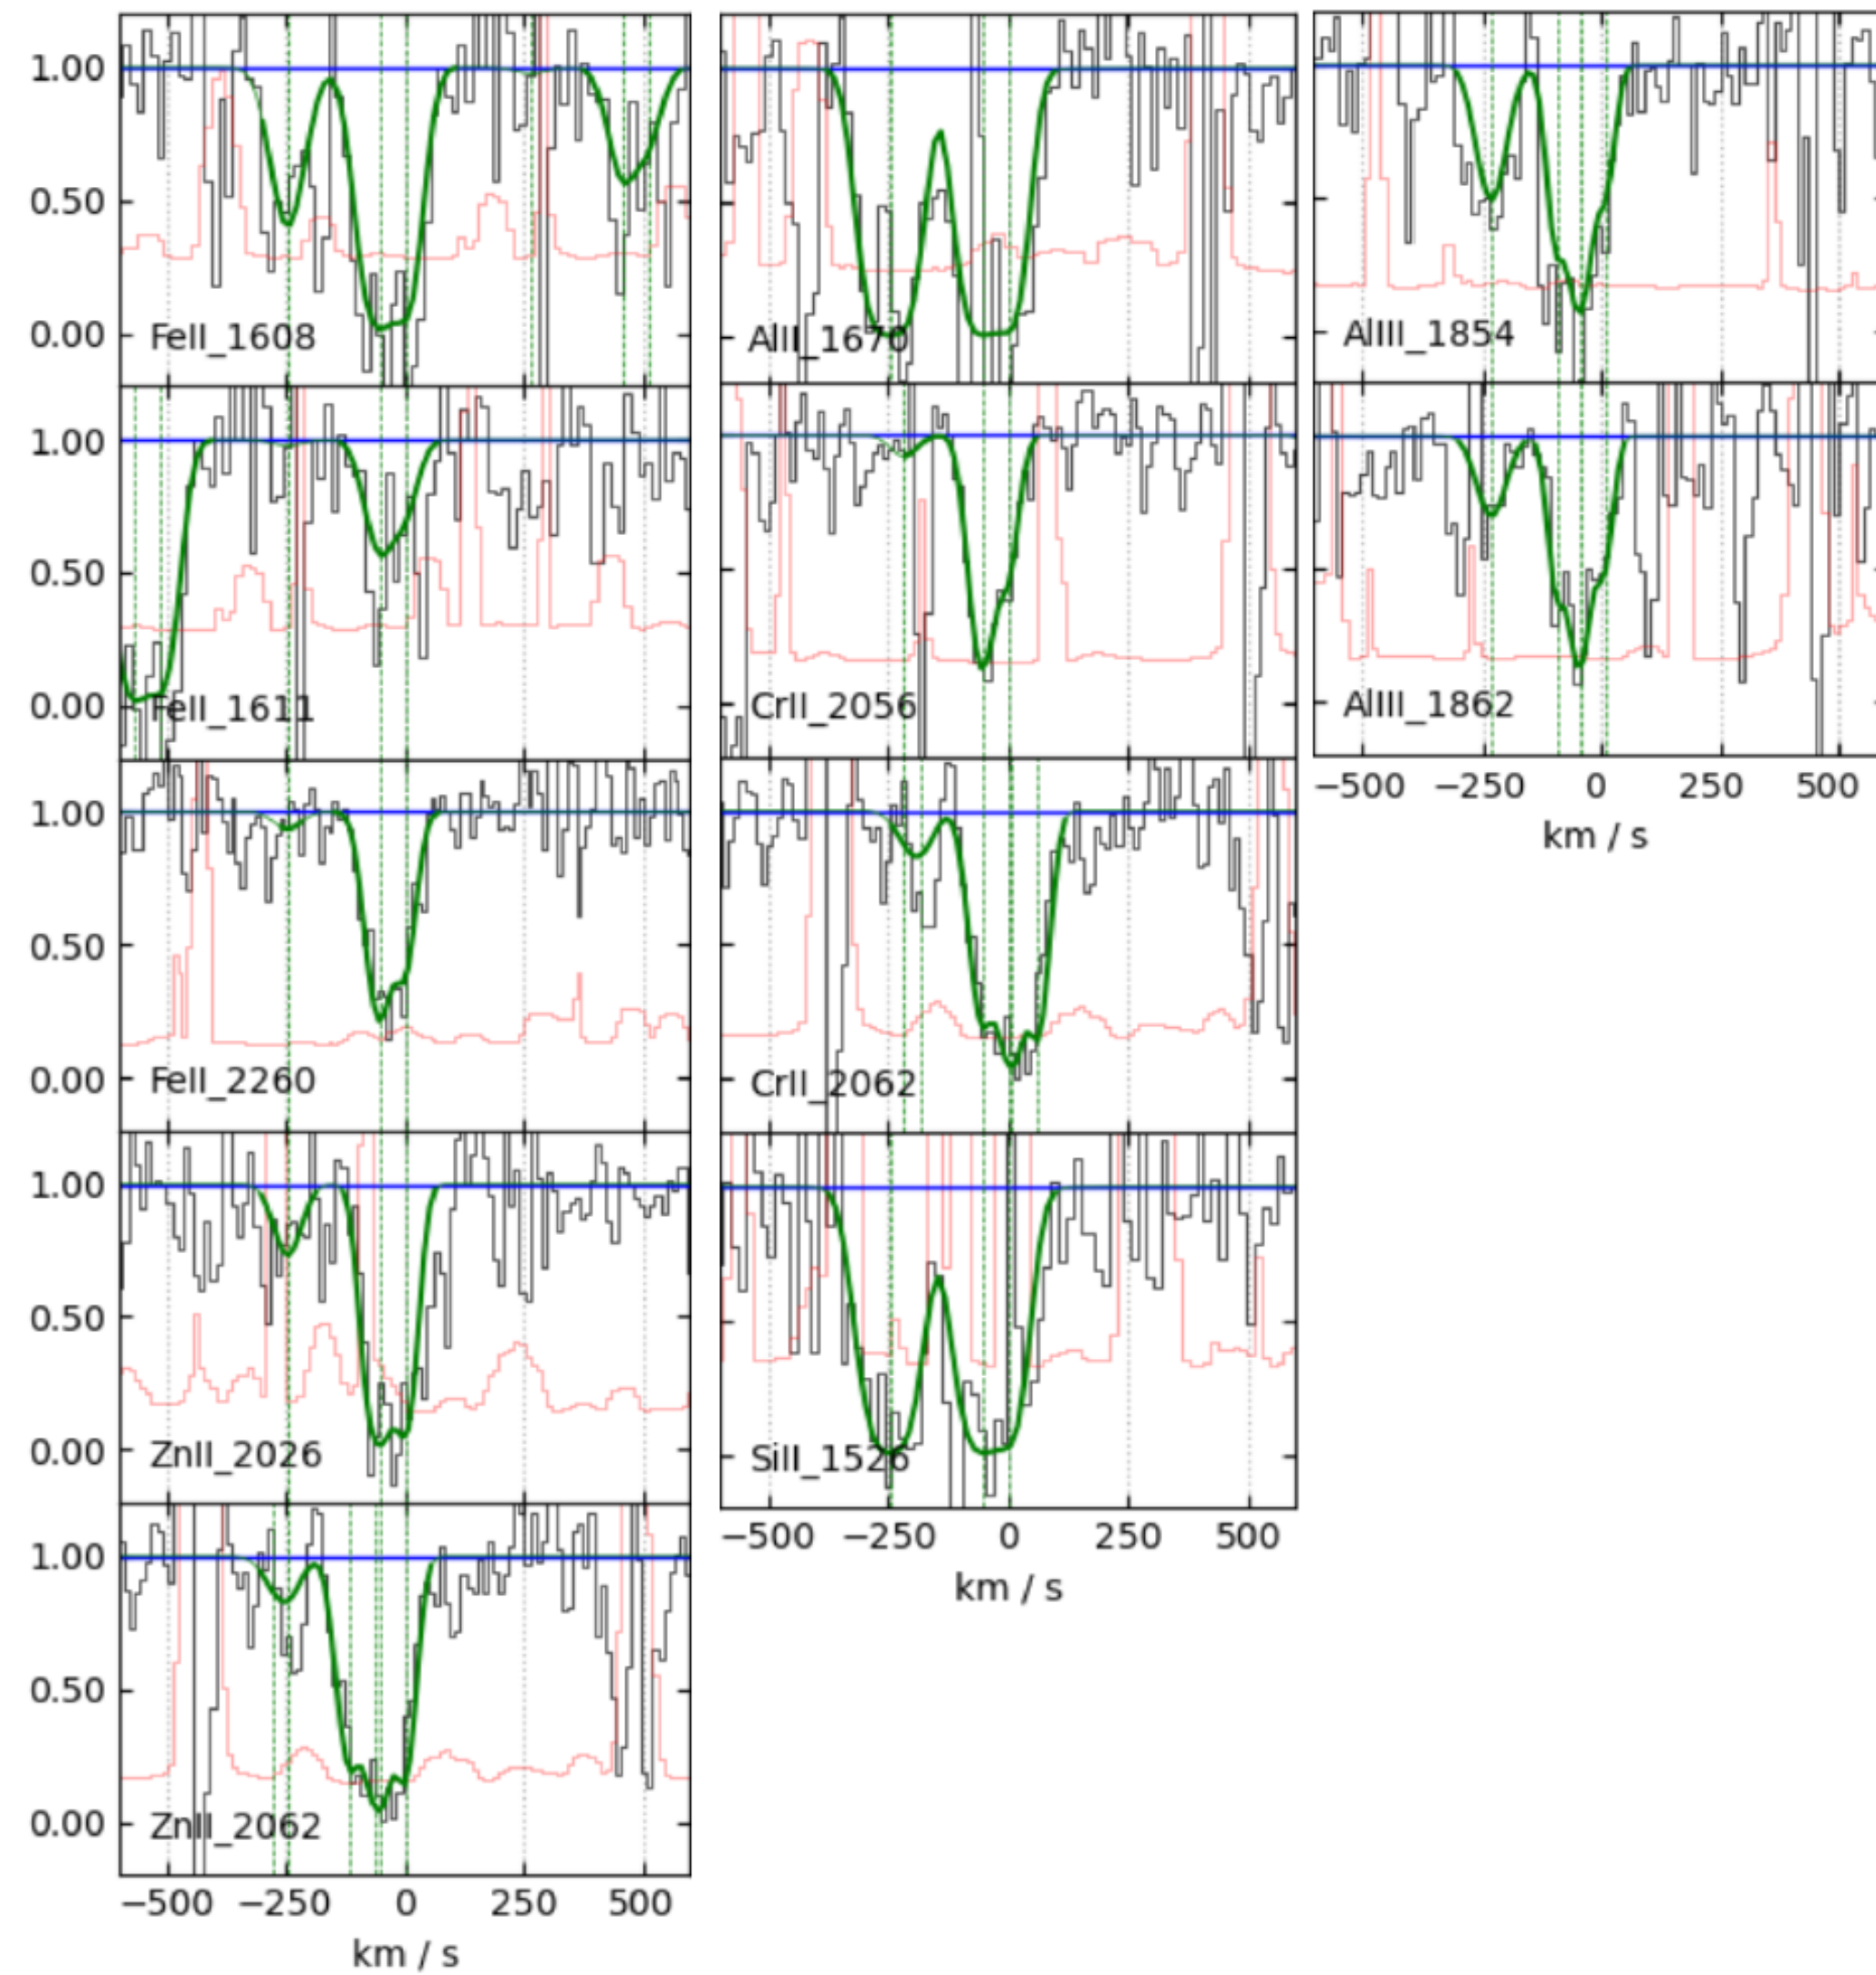 1.00
0.50
0.00
FeII_1608
1.00
0.50
0.00
FeII_1611
1.00
0.50
0.00
FeII_2260
1.00
0.50
0.00
ZnII_2026
1.00
0.50
0.00
ZnII_2062
−500 −250 0 250 500
km / s
AlII_1670
CrII_2056
CrII_2062
SiII_1526
−500 −250 0 250 500
km / s
AlIII_1854
AlIII_1862
−500 −250 0 250 500
km / s